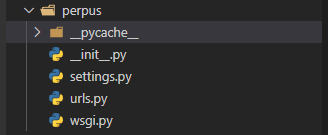 perpus
__pycache__
__init__.py
settings.py
urls.py
wsgi.py